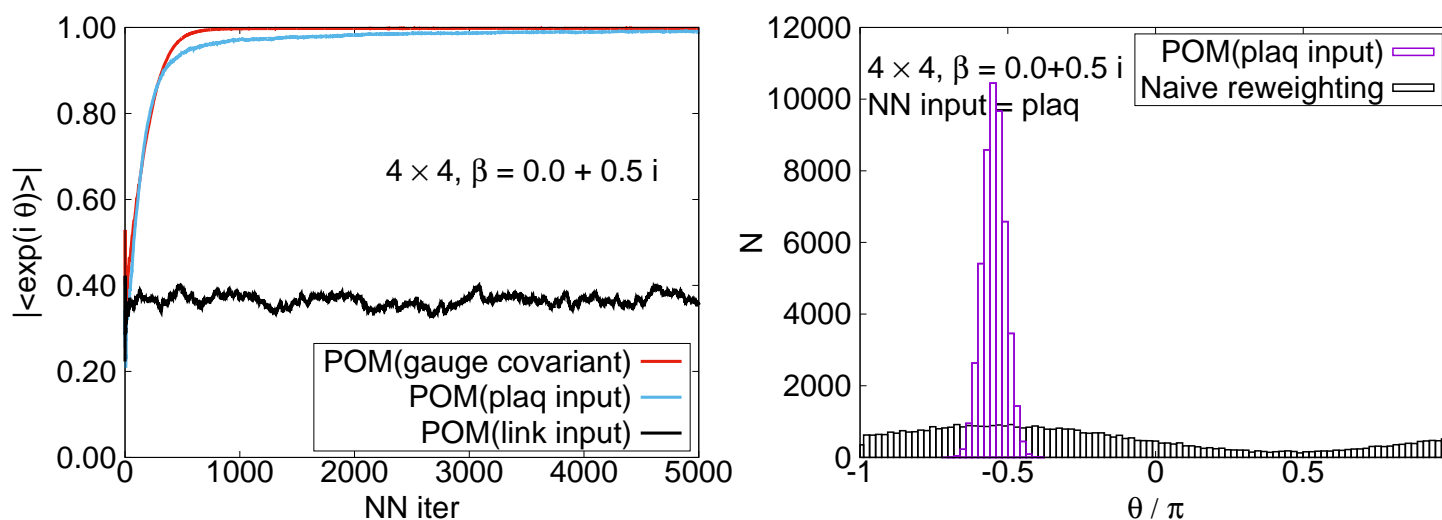 1.00
0.80
0.60
0.40
0.20
0.00
|<exp(i θ)>|
4 × 4, β = 0.0 + 0.5 i
POM(gauge covariant)
POM(plaq input)
POM(link input)
0 1000 2000 3000 4000 5000
NN iter
12000
10000
8000
6000
4000
2000
0
N
4 × 4, β = 0.0+0.5 i
NN input = plaq
POM(plaq input)
Naive reweighting
-1 -0.5 0 0.5
θ / π